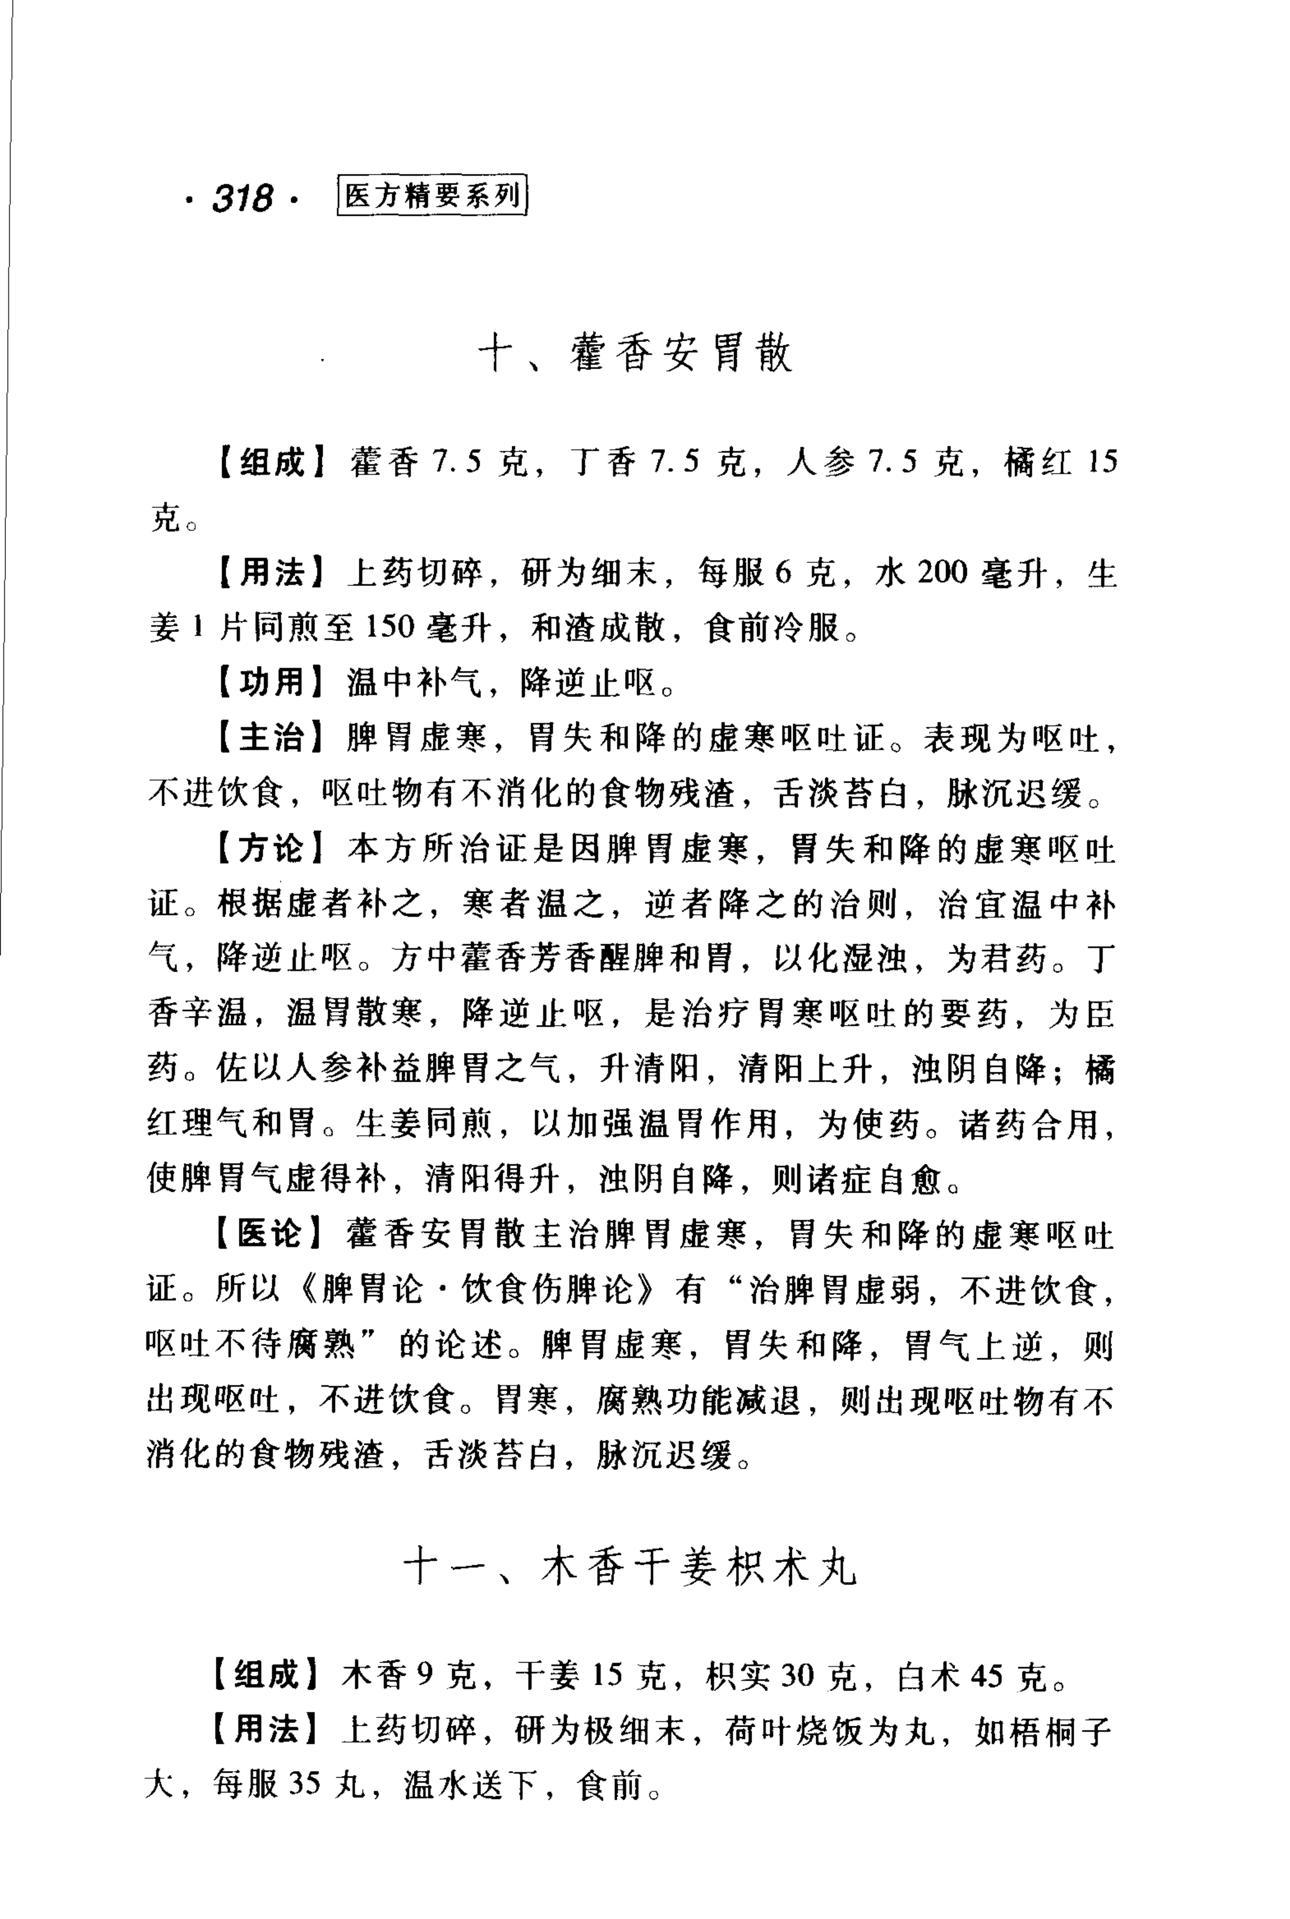 ·318· 医方精要系列
十、藿香安胃散
【组成】藿香7.5克，丁香7.5克，人参7.5克，橘红15
克。
【用法】上药切碎，研为细末，每服6克，水200毫升，生
姜1片同煎至150毫升，和渣成散，食前冷服。
【功用】温中补气，降逆止呕。
【主治】脾胃虚寒，胃失和降的虚寒呕吐证。表现为呕吐，
不进饮食，呕吐物有不消化的食物残渣，舌淡苔白，脉沉迟缓。
【方论】本方所治证是因脾胃虚寒，胃失和降的虚寒呕吐
证。根据虚者补之，寒者温之，逆者降之的治则，治宜温中补
气，降逆止呕。方中藿香芳香醒脾和胃，以化湿浊，为君药。丁
香辛温，温胃散寒，降逆止呕，是治疗胃寒呕吐的要药，为臣
药。佐以人参补益脾胃之气，升清阳，清阳上升，浊阴自降；橘
红理气和胃。生姜同煎，以加强温胃作用，为使药。诸药合用，
使脾胃气虚得补，清阳得升，浊阴自降，则诸症自愈。
【医论】藿香安胃散主治脾胃虚寒，胃失和降的虚寒呕吐
证。所以《脾胃论·饮食伤脾论》有“治脾胃虚弱，不进饮食，
呕吐不待腐熟”的论述。脾胃虚寒，胃失和降，胃气上逆，则
出现呕吐，不进饮食。胃寒，腐熟功能减退，则出现呕吐物有不
消化的食物残渣，舌淡苔白，脉沉迟缓。
十一、木香干姜枳术丸
【组成】木香9克，干姜15克，枳实30克，白术45克。
【用法】上药切碎，研为极细末，荷叶烧饭为丸，如梧桐子
大，每服35丸，温水送下，食前。